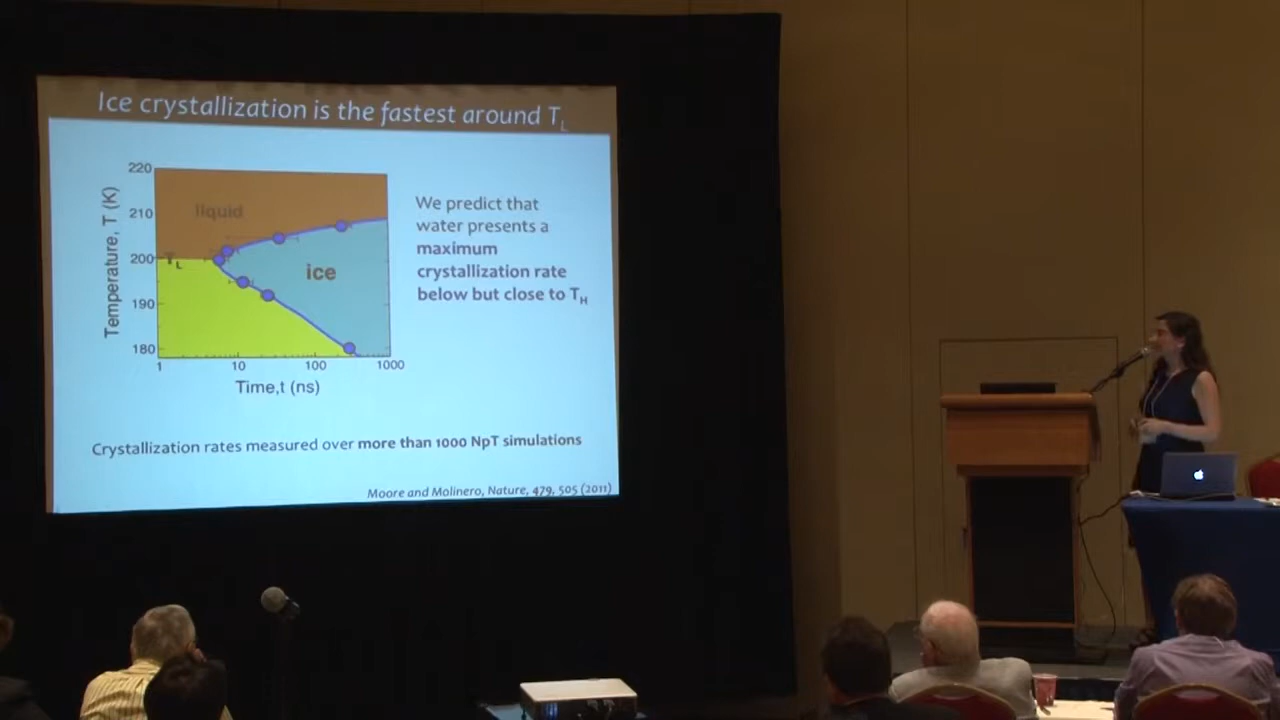 Ice crystallization is the fastest around TL
220
210
200
190
180
Temperature, T (K)
liquid
TL
ice
1
10
100
1000
Time,t (ns)
We predict that
water presents a
maximum
crystallization rate
below but close to TH
Crystallization rates measured over more than 1000 NpT simulations
Moore and Molinero, Nature, 479, 505 (2011)